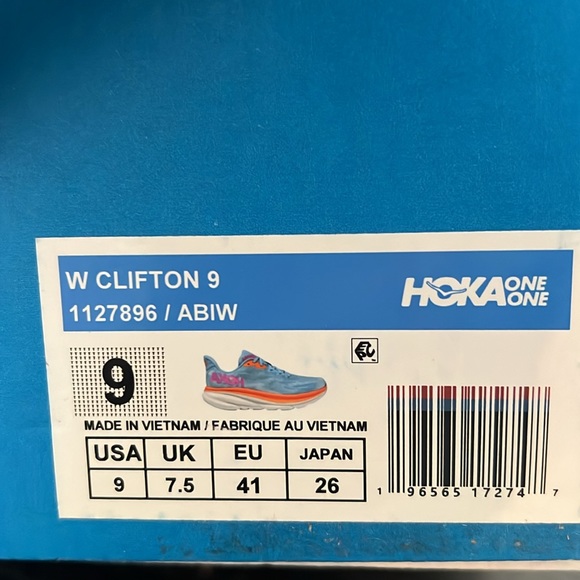 W CLIFTON 9
1127896 / ABIW
HOKA ONE ONE
9
HOKA
MADE IN VIETNAM / FABRIQUE AU VIETNAM
USA UK EU JAPAN
9 7.5 41 26
1 96565 17274 7